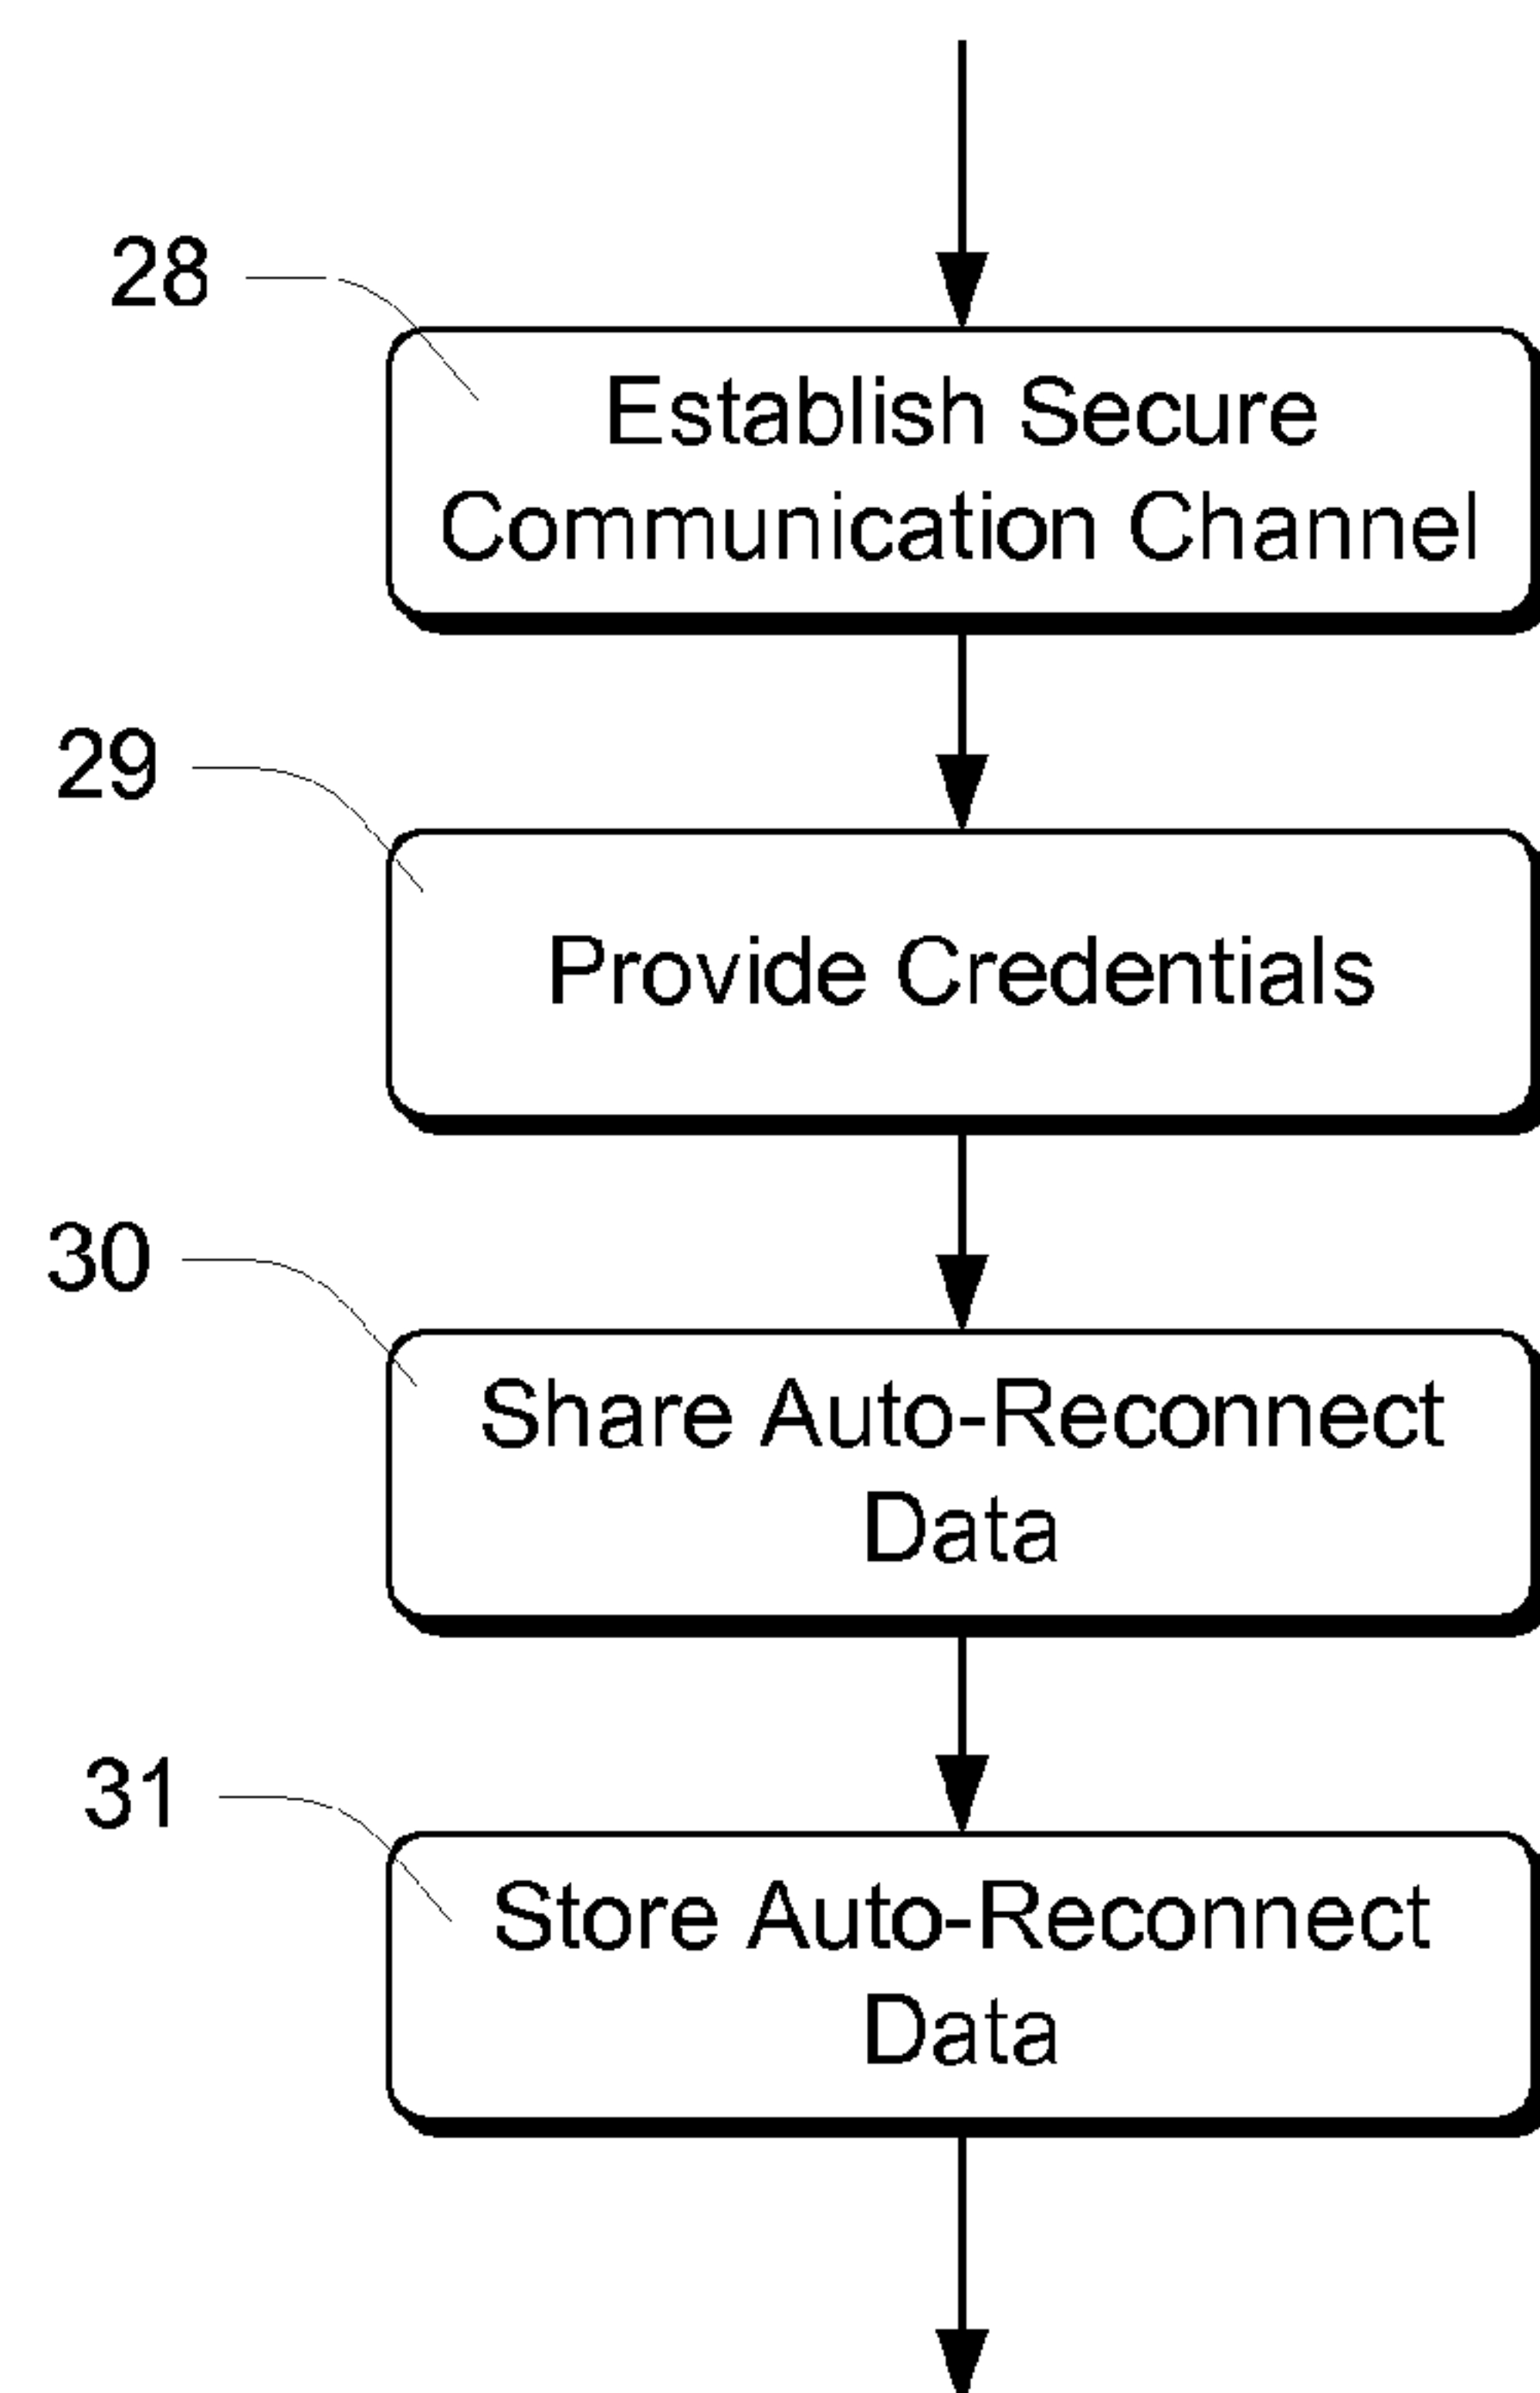 28
Establish Secure
Communication Channel
29
Provide Credentials
30
Share Auto-Reconnect
Data
31
Store Auto-Reconnect
Data